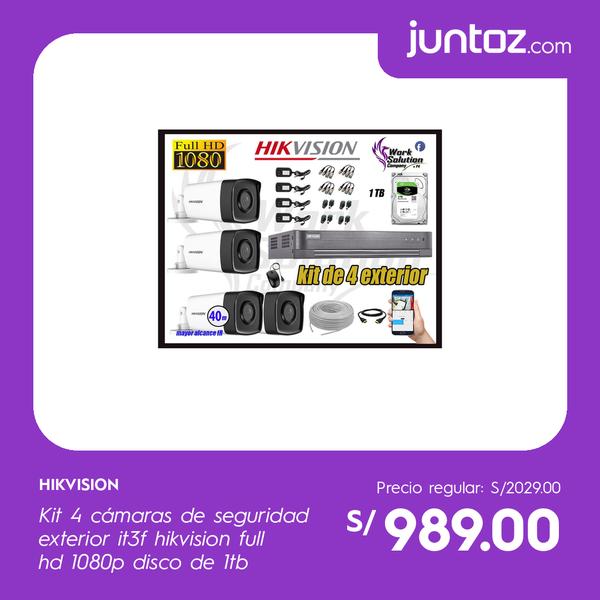 juntoz.com
Full HD
1080
HIKVISION
Work
Solution
Company
1 TB
kit de 4 exterior
40m
mayor alcance IR
HIKVISION
Kit 4 cámaras de seguridad
exterior it3f hikvision full
hd 1080p disco de 1tb
Precio regular: S/2029.00
S/ 989.00